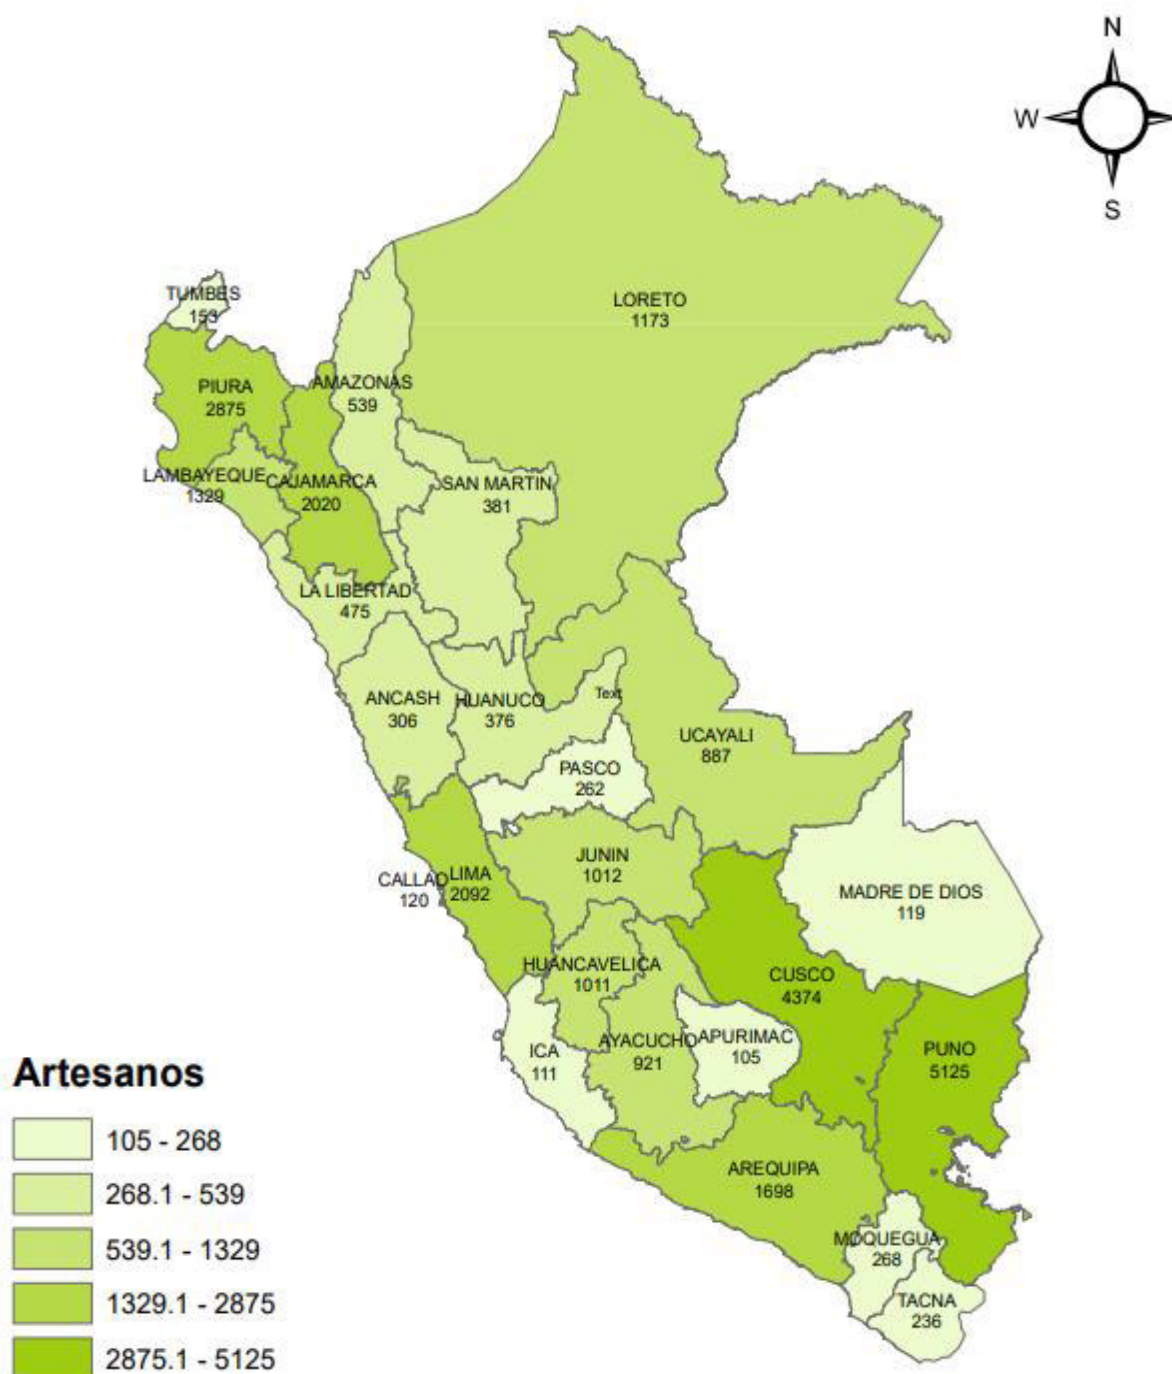 N
W
S
TUMBES
153
LORETO
1173
PIURA
2875
AMAZONAS
539
LAMBAYEQUE
1329
CAJAMARCA
2020
SAN MARTIN
381
LA LIBERTAD
475
ANCASH
306
HUANUCO
376
Text
UCAYALI
887
PASCO
262
JUNIN
1012
CALLAO
120
LIMA
2092
MADRE DE DIOS
119
HUANCAVELICA
1011
CUSCO
4374
ICA
111
AYACUCHO
921
APURIMAC
105
PUNO
5125
AREQUIPA
1698
MOQUEGUA
268
TACNA
236
Artesanos
105 - 268
268.1 - 539
539.1 - 1329
1329.1 - 2875
2875.1 - 5125